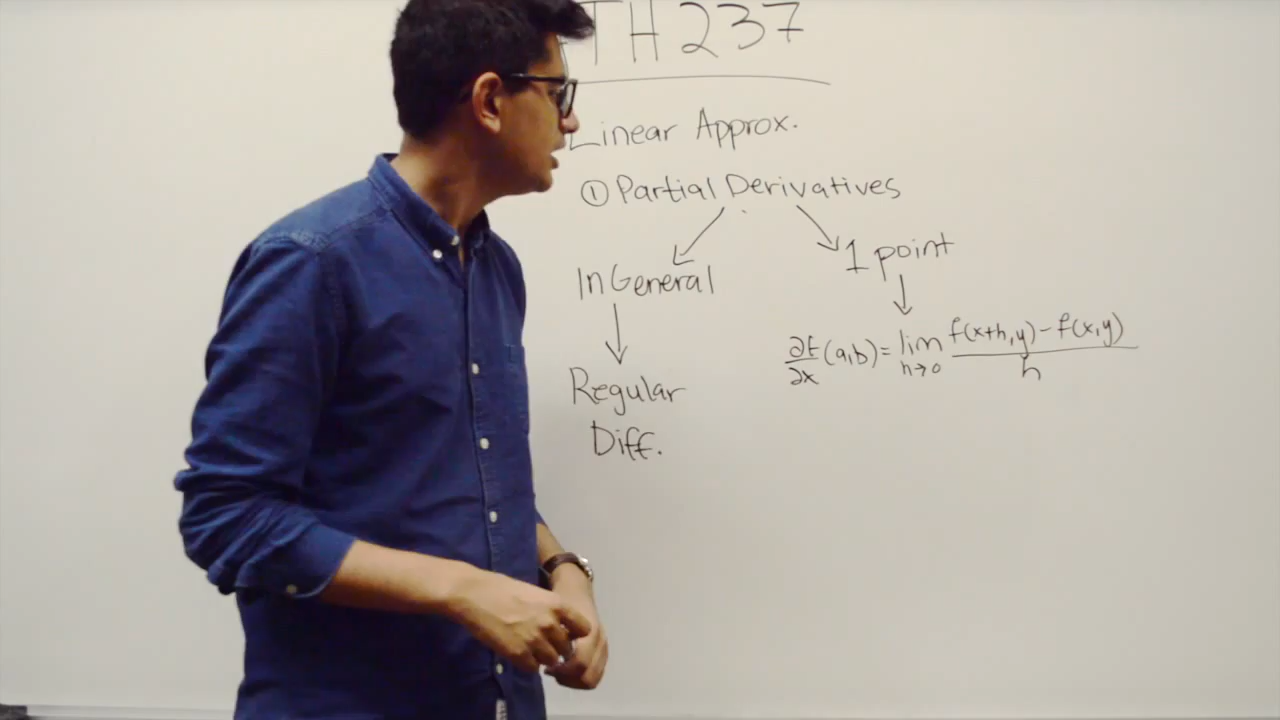 TH 237
Linear Approx.
① Partial Derivatives
In General
1 point
Regular
Diff.
∂f/∂x (a,b) = lim h→0 f(x+h,y) - f(x,y) / h